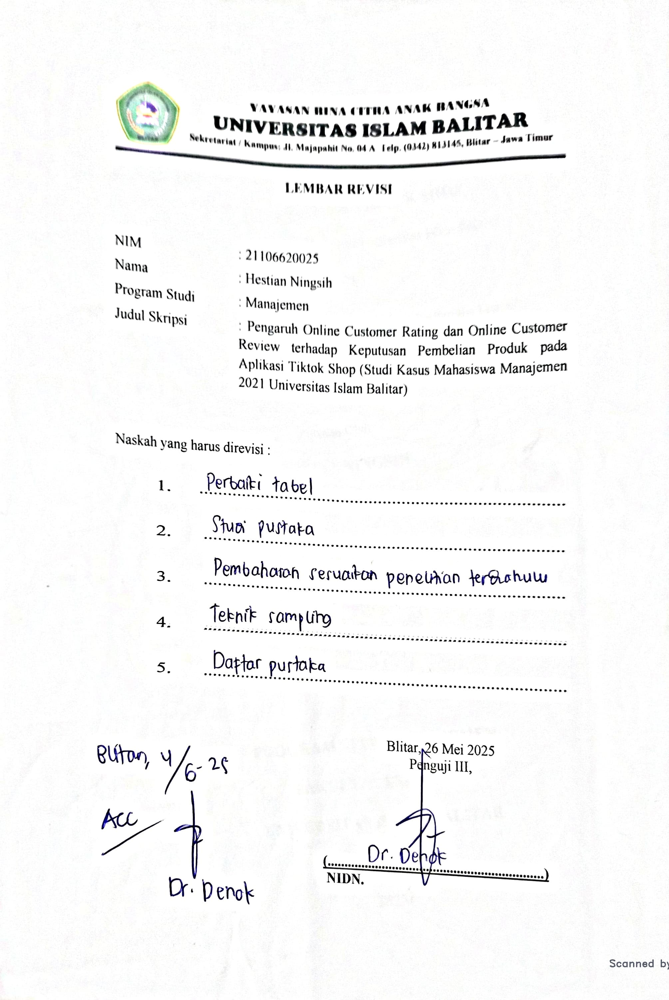 YAYASAN BINA CITRA ANAK BANGSA
UNIVERSITAS ISLAM BALITAR
Sekretariat / Kampus: Jl. Majapahit No. 04 A Telp. (0342) 813145, Blitar – Jawa Timur
LEMBAR REVISI
NIM : 21106620025
Nama : Hestian Ningsih
Program Studi : Manajemen
Judul Skripsi : Pengaruh Online Customer Rating dan Online Customer
Review terhadap Keputusan Pembelian Produk pada
Aplikasi Tiktok Shop (Studi Kasus Mahasiswa Manajemen
2021 Universitas Islam Balitar)
Naskah yang harus direvisi :
1. Perbaiki tabel
2. Studi pustaka
3. Pembahasan sesuaikan penelitian terdahulu
4. Teknik sampling
5. Daftar pustaka
Blitar, 4/6-25
ACC
Dr. Denok
Blitar, 26 Mei 2025
Penguji III,
(Dr. Denok)
NIDN.
Scanned by